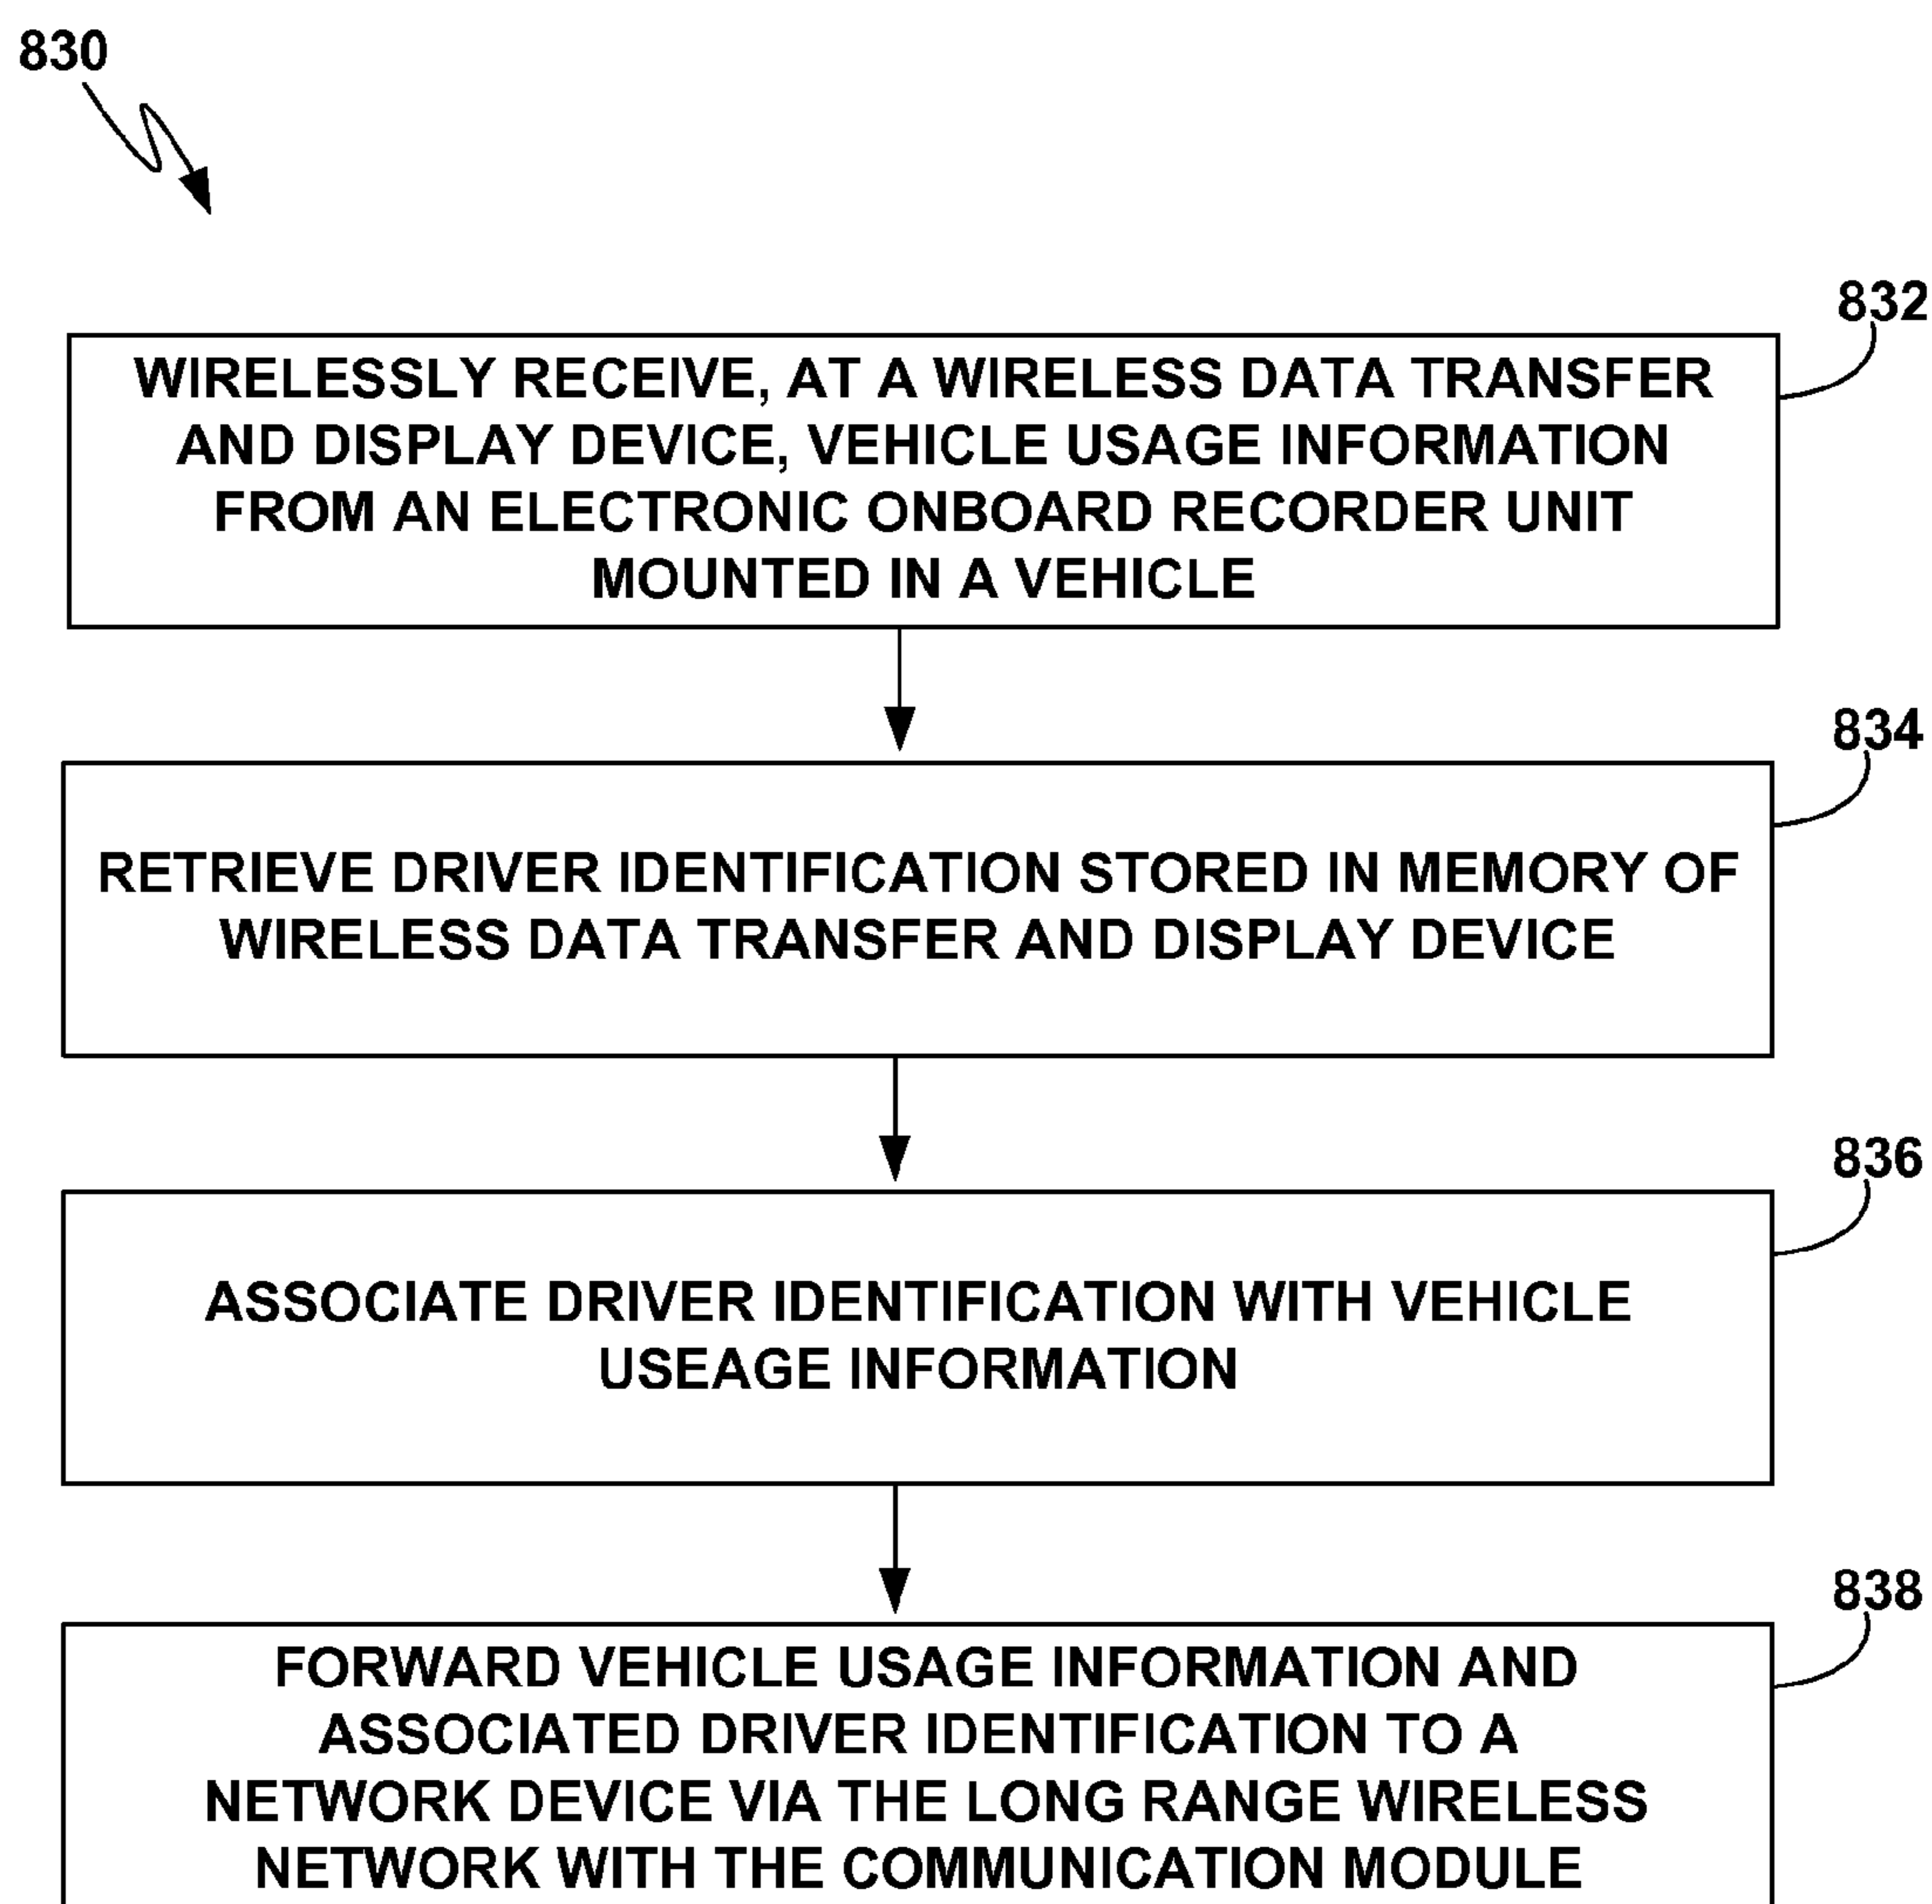 830
832
WIRELESSLY RECEIVE, AT A WIRELESS DATA TRANSFER
AND DISPLAY DEVICE, VEHICLE USAGE INFORMATION
FROM AN ELECTRONIC ONBOARD RECORDER UNIT
MOUNTED IN A VEHICLE
834
RETRIEVE DRIVER IDENTIFICATION STORED IN MEMORY OF
WIRELESS DATA TRANSFER AND DISPLAY DEVICE
836
ASSOCIATE DRIVER IDENTIFICATION WITH VEHICLE
USEAGE INFORMATION
838
FORWARD VEHICLE USAGE INFORMATION AND
ASSOCIATED DRIVER IDENTIFICATION TO A
NETWORK DEVICE VIA THE LONG RANGE WIRELESS
NETWORK WITH THE COMMUNICATION MODULE